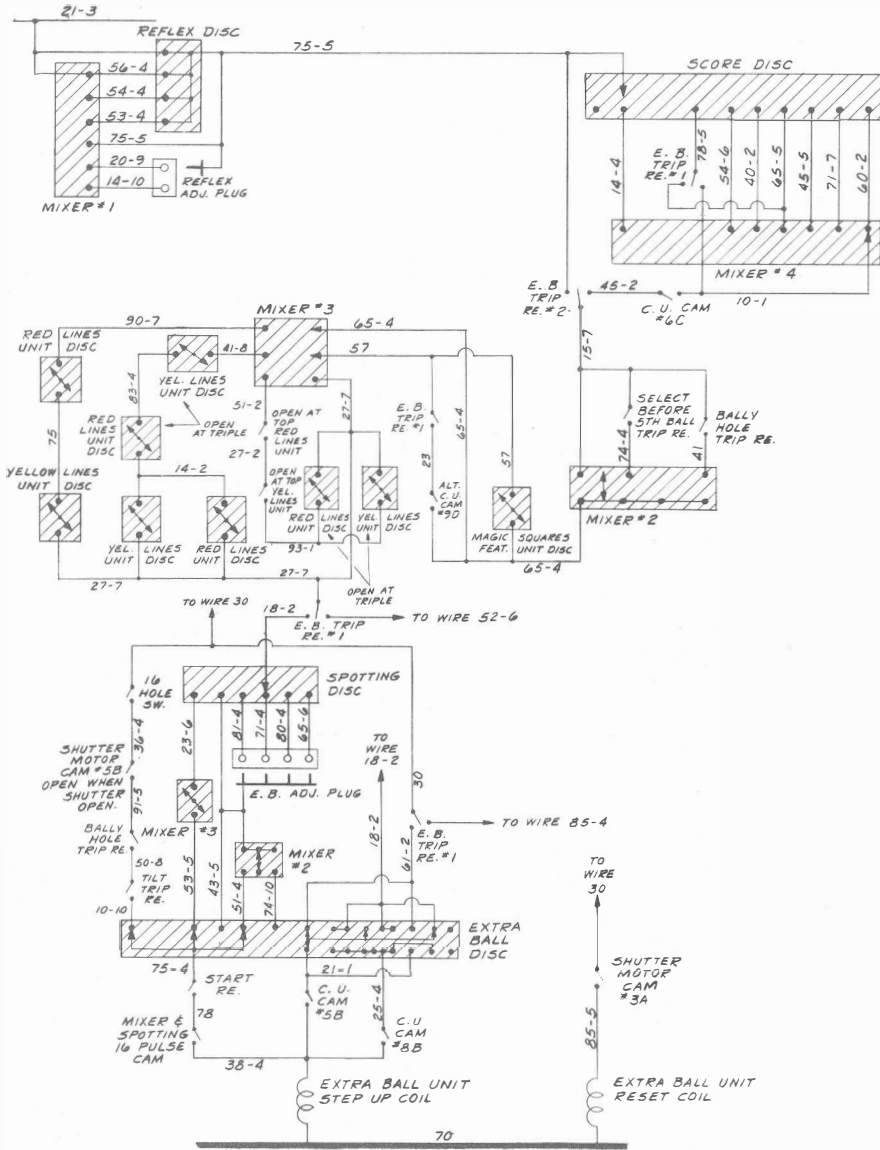 21-3
REFLEX DISC
75-5
56-4
54-4
53-4
75-5
20-9
14-10
REFLEX
ADJ. PLUG
MIXER #1
SCORE DISC
14-4
E. B.
TRIP
RE. #1
78-5
54-6
40-2
65-5
45-5
71-7
60-2
MIXER #4
E. B
TRIP
RE. #2
45-2
C. U. CAM
#6C
10-1
15-7
MIXER #3
90-7
65-4
57
RED LINES
UNIT DISC
41-8
YEL. LINES
UNIT DISC
83-4
RED
LINES
UNIT
DISC
OPEN
AT TRIPLE
51-2
OPEN AT
TOP
RED
LINES
UNIT
27-7
27-2
OPEN
AT TOP
YEL.
LINES
UNIT
E. B.
TRIP
RE. #1
65-4
23
ALT.
C. U.
CAM
#9D
57
SELECT
BEFORE
5TH BALL
TRIP RE.
74-4
BALLY
HOLE
TRIP RE.
41
75
YELLOW LINES
UNIT DISC
14-2
YEL. LINES
UNIT DISC
RED LINES
UNIT DISC
RED LINES
UNIT DISC
YEL. LINES
UNIT DISC
93-1
MAGIC SQUARES
FEAT. UNIT DISC
MIXER #2
65-4
27-7
27-7
OPEN AT
TRIPLE
TO WIRE 30
18-2
E. B. TRIP
RE. #1
TO WIRE 52-6
16
HOLE
SW.
SPOTTING
DISC
36-4
23-6
81-4
71-4
80-4
65-6
TO
WIRE
18-2
SHUTTER
MOTOR
CAM #5B
OPEN WHEN
SHUTTER
OPEN.
91-5
E. B. ADJ. PLUG
30
MIXER #3
BALLY
HOLE
TRIP RE.
MIXER
#2
18-2
61-2
E. B.
TRIP
RE. #1
TO WIRE 85-4
50-8
TILT
TRIP
RE.
53-5
43-5
51-4
74-10
TO
WIRE
30
10-10
EXTRA
BALL
DISC
75-4
START
RE.
21-1
C. U.
CAM
#5B
25-4
SHUTTER
MOTOR
CAM
#3A
78
MIXER &
SPOTTING
16 PULSE
CAM
C. U
CAM
#8B
85-5
38-4
EXTRA BALL UNIT
STEP UP COIL
EXTRA BALL UNIT
RESET COIL
70